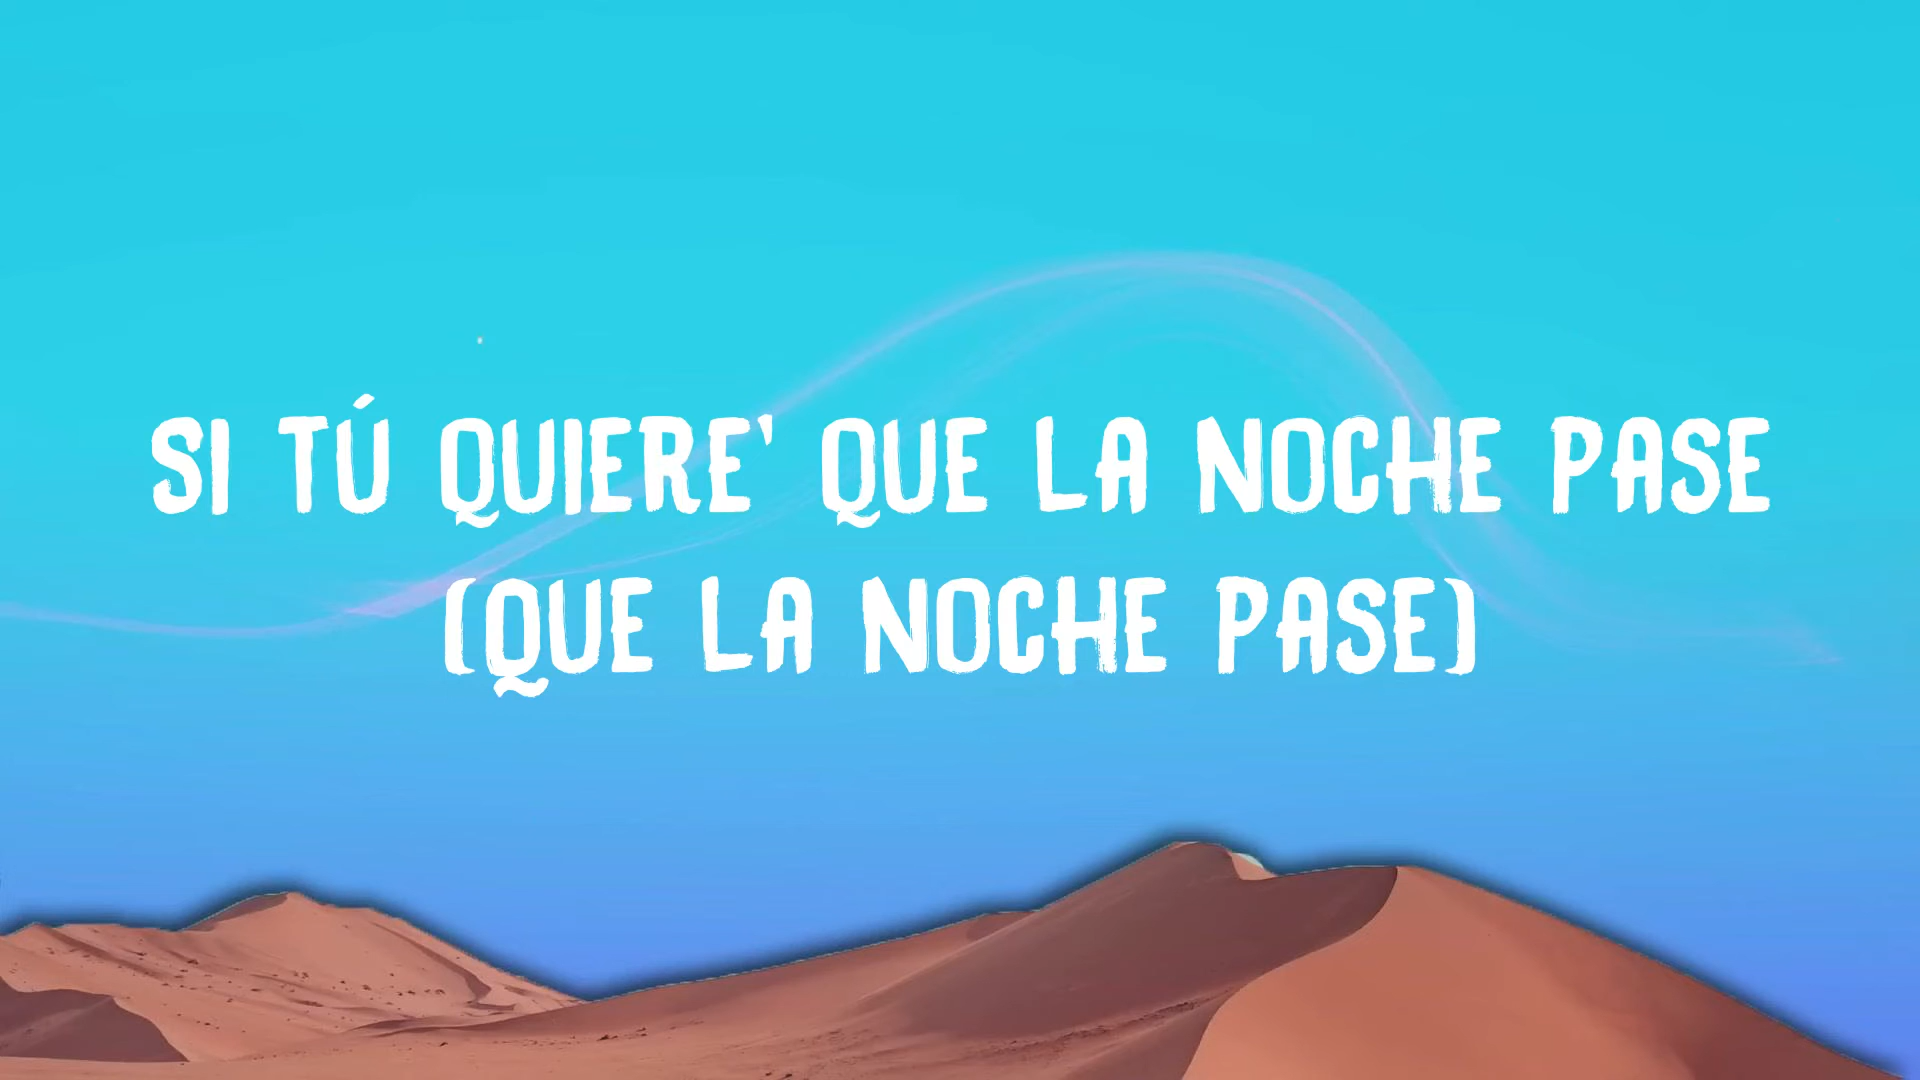 SI TÚ QUIERE' QUE LA NOCHE PASE
(QUE LA NOCHE PASE)